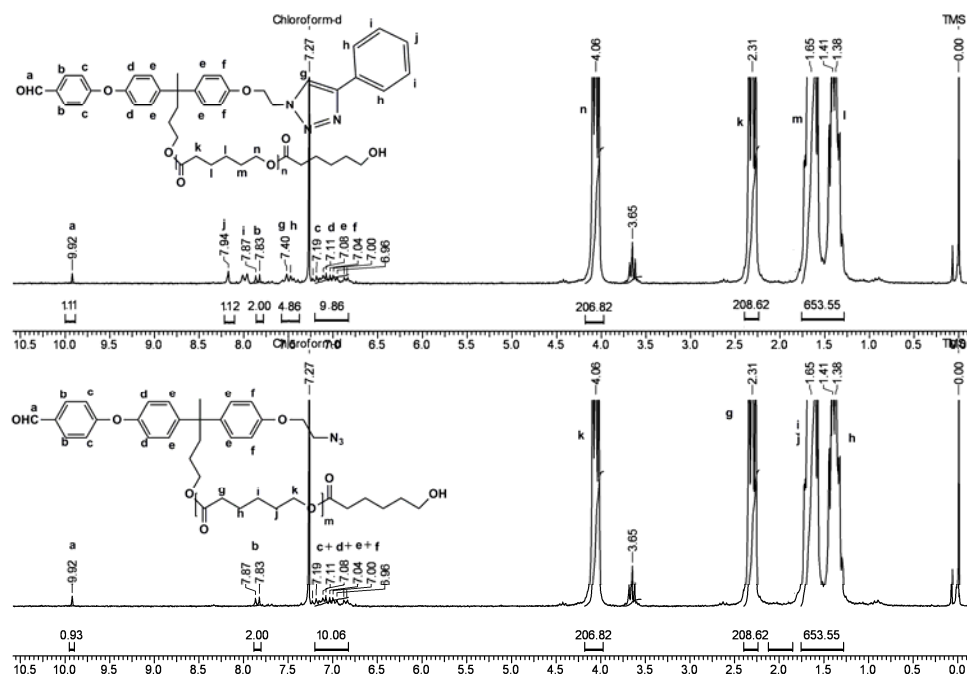 Chloroform-d
TMS
7.27
4.06
2.31
1.65
1.41
1.38
0.00
i
h
j
g
i
h
a
b
c
d
e
e
f
OHC
O
O
N
N
N
b
c
d
e
e
f
O
k
l
n
O
O
OH
O
l
m
n
n
k
m
l
3.65
a
j
i
b
g
h
c
d
e
f
9.92
7.94
7.87
7.83
7.40
7.19
7.11
7.08
7.04
7.00
6.96
1.11
1.12
2.00
4.86
9.86
206.82
208.62
653.55
10.5 10.0 9.5 9.0 8.5 8.0 7.5 7.0 6.5 6.0 5.5 5.0 4.5 4.0 3.5 3.0 2.5 2.0 1.5 1.0
Chloroform-d
TMS
7.27
4.06
2.31
1.65
1.41
1.38
0.00
a
b
c
d
e
e
f
OHC
O
O
N3
b
c
d
e
e
f
O
g
i
k
O
O
OH
O
h
j
m
k
g
i
j
h
3.65
a
b
c + d + e + f
9.92
7.87
7.83
7.19
7.11
7.08
7.04
7.00
6.96
0.93
2.00
10.06
206.82
208.62
653.55
10.5 10.0 9.5 9.0 8.5 8.0 7.5 7.0 6.5 6.0 5.5 5.0 4.5 4.0 3.5 3.0 2.5 2.0 1.5 1.0 0.5 0.0